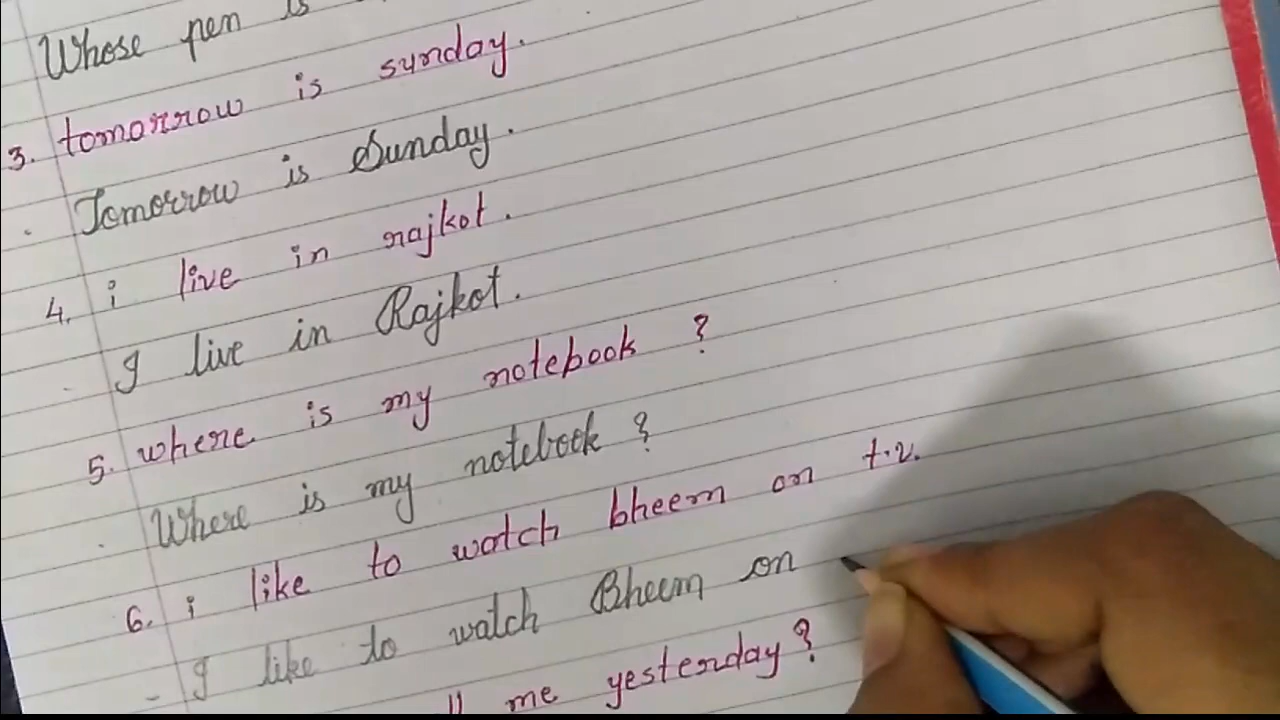 Whose pen is
3. tomorrow is sunday.
Tomorrow is Sunday.
4. i live in rajkot.
I live in Rajkot.
5. where is my notebook ?
Where is my notebook ?
6. i like to watch bheem on t.v.
- I like to watch Bheem on
me yesterday ?